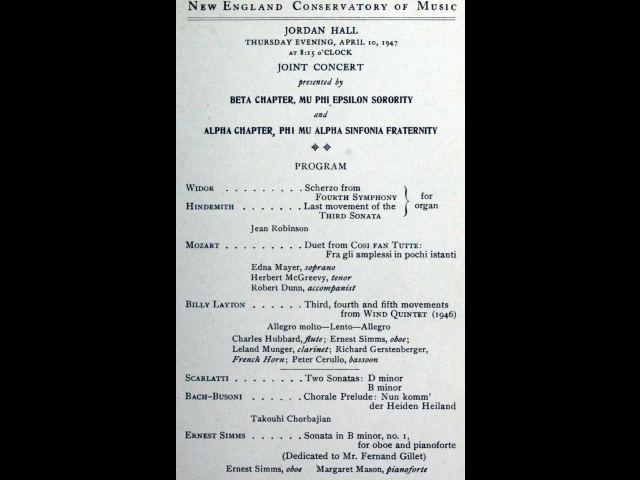 New England Conservatory of Music
JORDAN HALL
THURSDAY EVENING, APRIL 10, 1947
AT 8:15 O'CLOCK
JOINT CONCERT
presented by
BETA CHAPTER, MU PHI EPSILON SORORITY
and
ALPHA CHAPTER, PHI MU ALPHA SINFONIA FRATERNITY
PROGRAM
WIDOR . . . . . . . . . Scherzo from
FOURTH SYMPHONY
HINDEMITH . . . . . . . Last movement of the
THIRD SONATA
for
organ
Jean Robinson
MOZART . . . . . . . . . Duet from COSI FAN TUTTE:
Fra gli amplessi in pochi istanti
Edna Mayer, soprano
Herbert McGreevy, tenor
Robert Dunn, accompanist
BILLY LAYTON . . . . . . Third, fourth and fifth movements
from WIND QUINTET (1946)
Allegro molto—Lento—Allegro
Charles Hubbard, flute; Ernest Simms, oboe;
Leland Munger, clarinet; Richard Gerstenberger,
French Horn; Peter Cerullo, bassoon
SCARLATTI . . . . . . . . Two Sonatas: D minor
B minor
BACH-BUSONI . . . . . . Chorale Prelude: Nun komm'
der Heiden Heiland
Takouhi Chorbajian
ERNEST SIMMS . . . . . . Sonata in B minor, no. 1,
for oboe and pianoforte
(Dedicated to Mr. Fernand Gillet)
Ernest Simms, oboe Margaret Mason, pianoforte